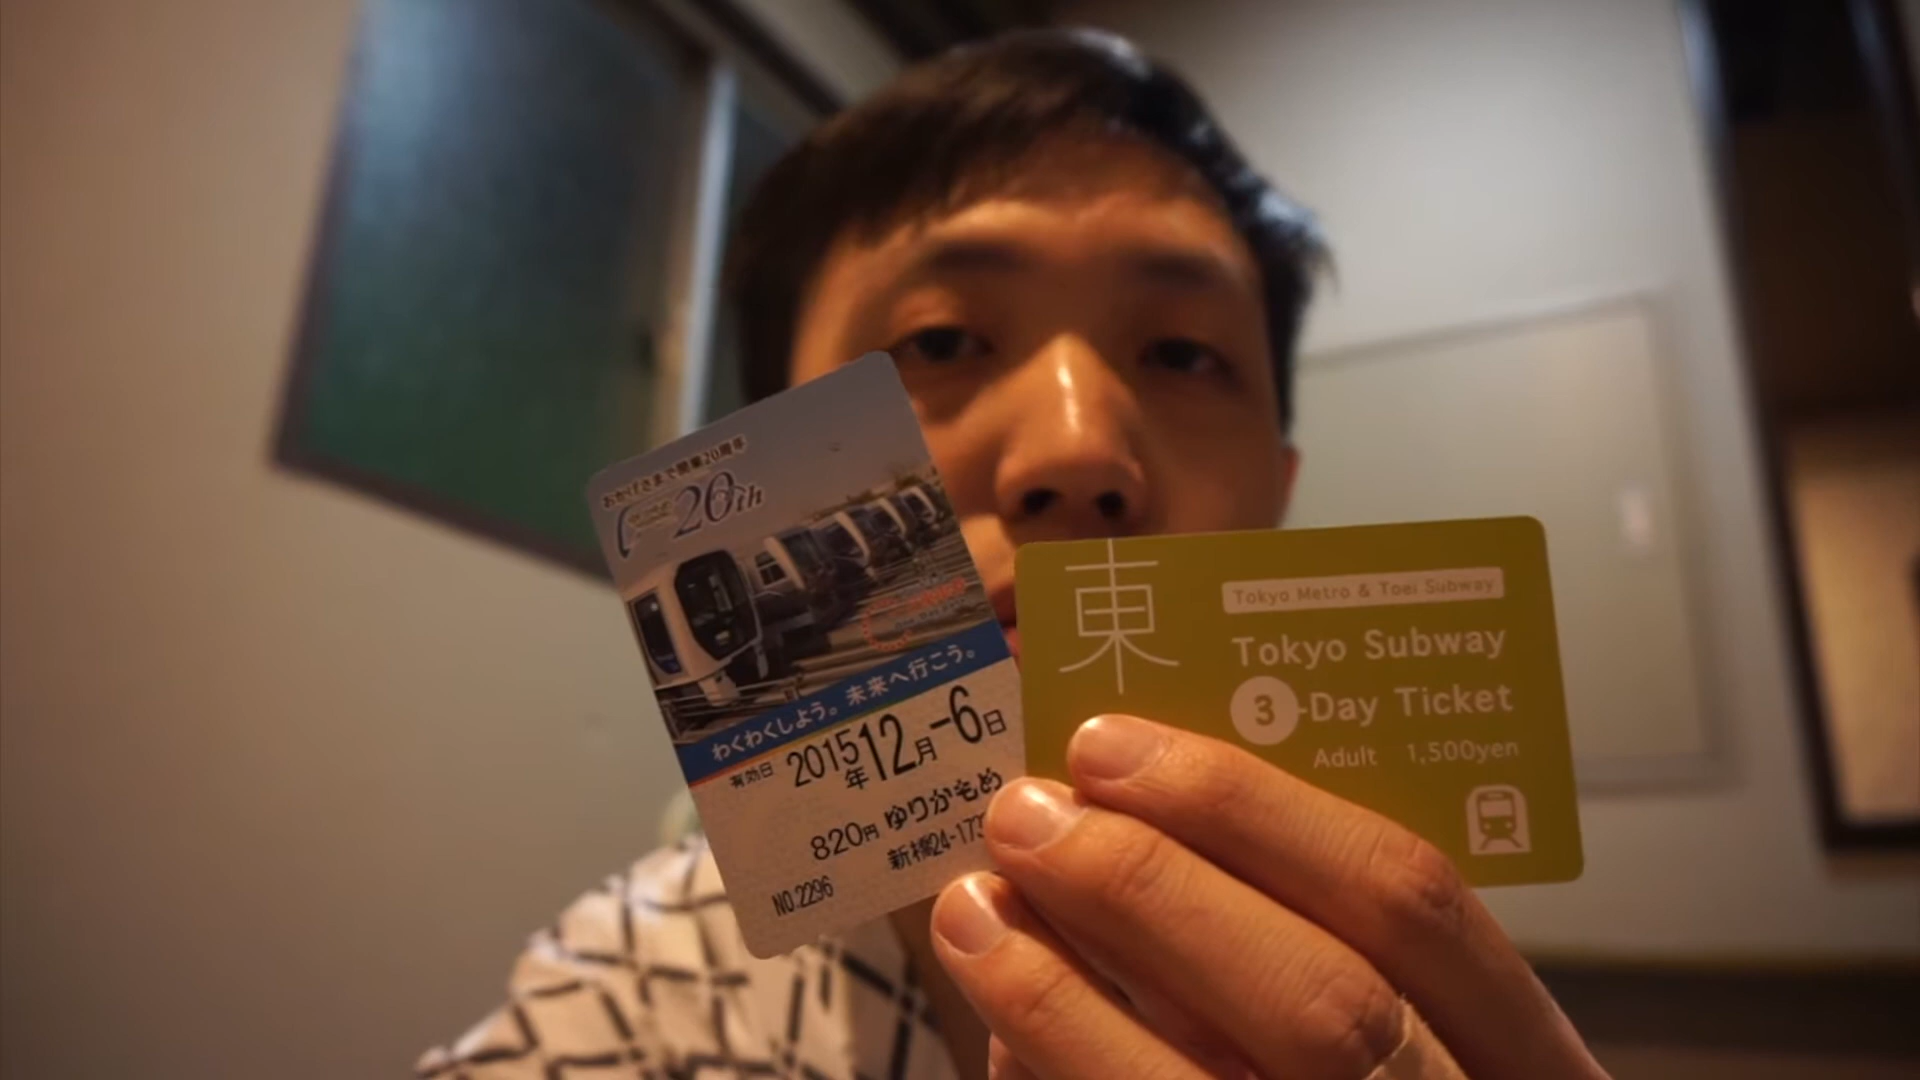 おかげさまで開業20周年
20th
わくわくしよう。未来へ行こう。
有効日 2015年12月-6日
820円 ゆりかもめ
新橋24-173
NO.2296
東
Tokyo Metro & Toei Subway
Tokyo Subway
3-Day Ticket
Adult 1,500yen